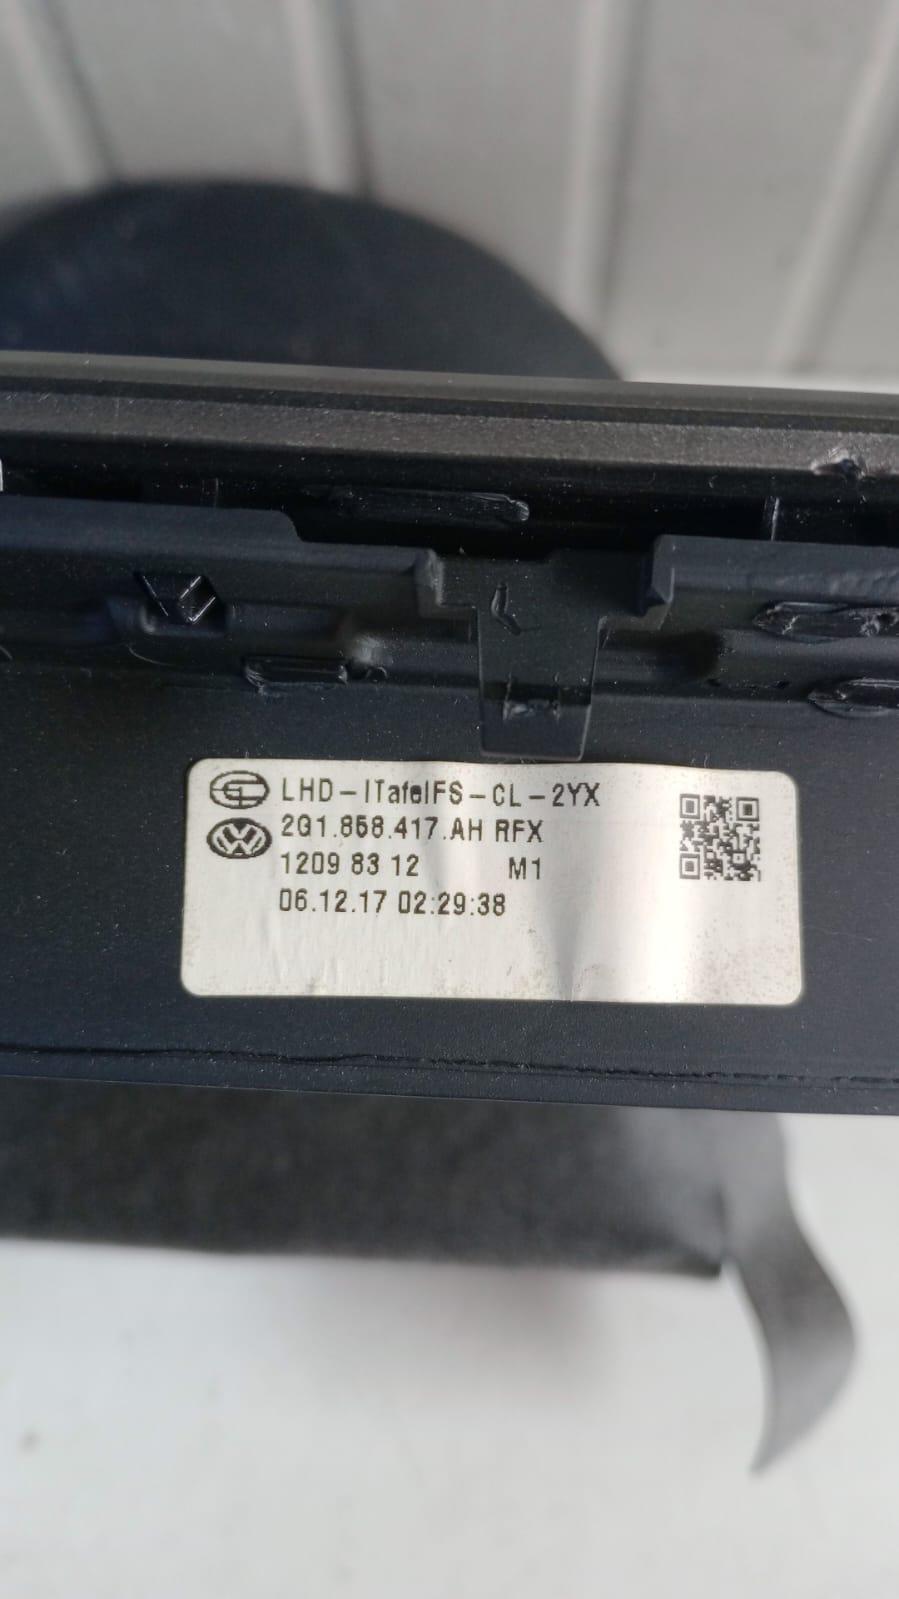 LHD-ITafelFS-CL-2YX
2G1.858.417.AH RFX
1209 83 12 M1
06.12.17 02:29:38